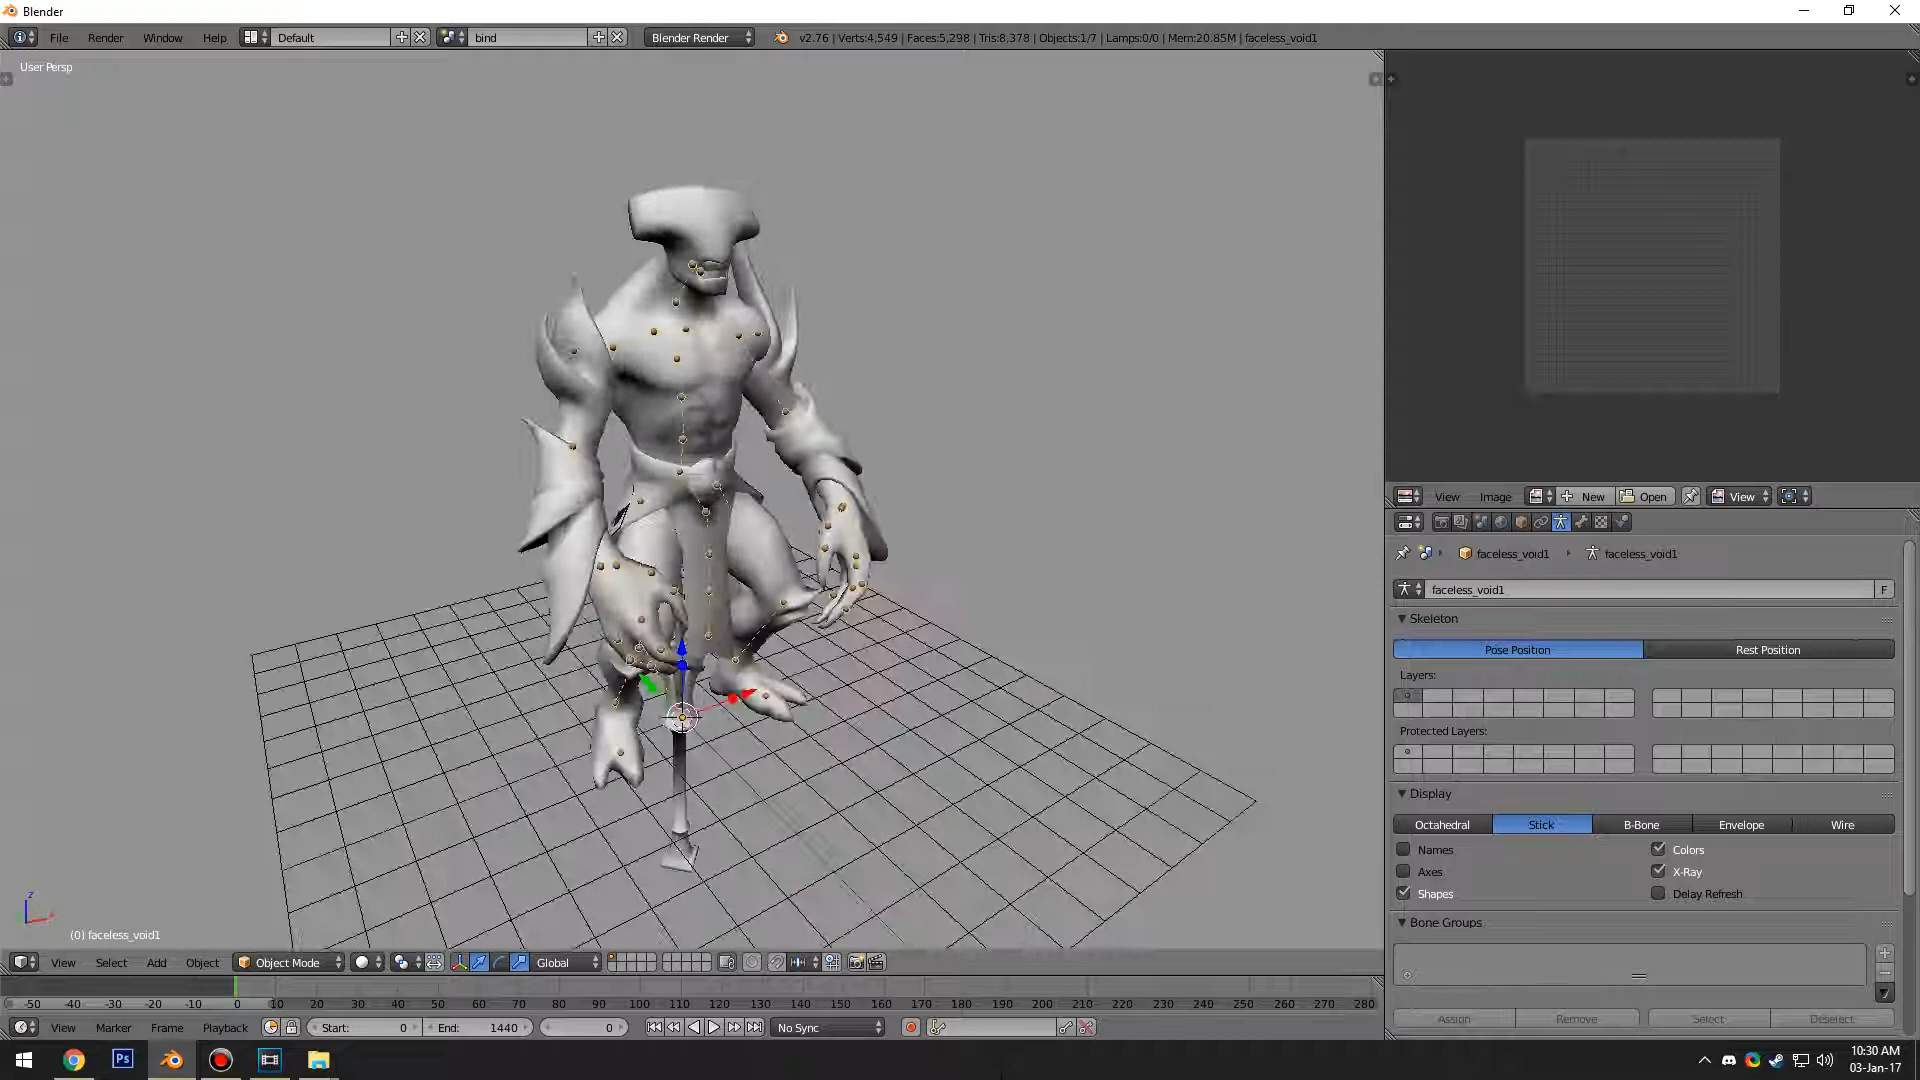 Blender
File Render Window Help Default bind Blender Render v2.76 | Verts:4,549 | Faces:5,298 | Tris:8,378 | Objects:1/7 | Lamps:0/0 | Mem:20.85M | faceless_void1
User Persp
View Image New Open View
faceless_void1 faceless_void1
faceless_void1 F
Skeleton
Pose Position Rest Position
Layers:
Protected Layers:
Display
Octahedral Stick B-Bone Envelope Wire
Names Colors
Axes X-Ray
Shapes Delay Refresh
Bone Groups
Assign Remove Select Deselect
z
(0) faceless_void1
View Select Add Object Object Mode Global
-50 -40 -30 -20 -10 0 10 20 30 40 50 60 70 80 90 100 110 120 130 140 150 160 170 180 190 200 210 220 230 240 250 260 270 280
View Marker Frame Playback Start: 0 End: 1440 0 No Sync
Ps
10:30 AM
03-Jan-17